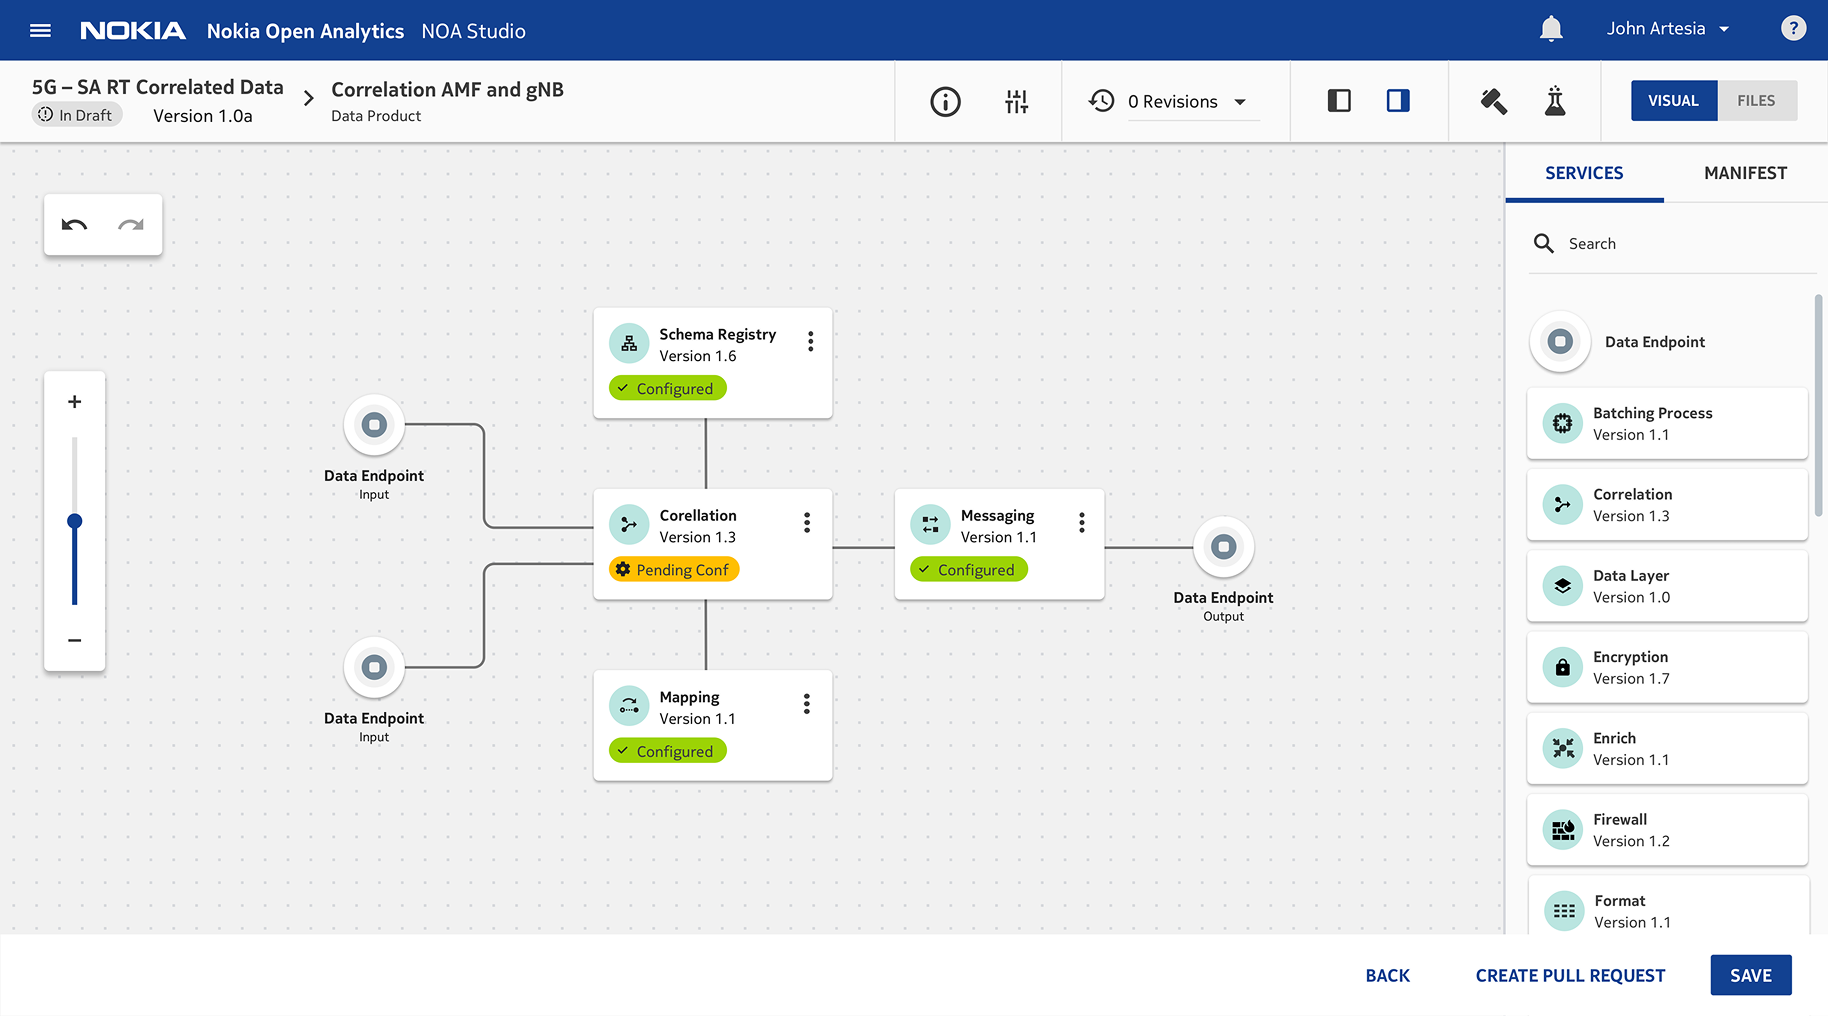 NOKIA Nokia Open Analytics NOA Studio
John Artesia
?
5G – SA RT Correlated Data
In Draft Version 1.0a
Correlation AMF and gNB
Data Product
0 Revisions
VISUAL FILES
SERVICES MANIFEST
Search
Schema Registry
Version 1.6
Configured
Data Endpoint
Input
Corellation
Version 1.3
Pending Conf
Messaging
Version 1.1
Configured
Data Endpoint
Output
Data Endpoint
Input
Mapping
Version 1.1
Configured
Data Endpoint
Batching Process
Version 1.1
Correlation
Version 1.3
Data Layer
Version 1.0
Encryption
Version 1.7
Enrich
Version 1.1
Firewall
Version 1.2
Format
Version 1.1
BACK CREATE PULL REQUEST SAVE